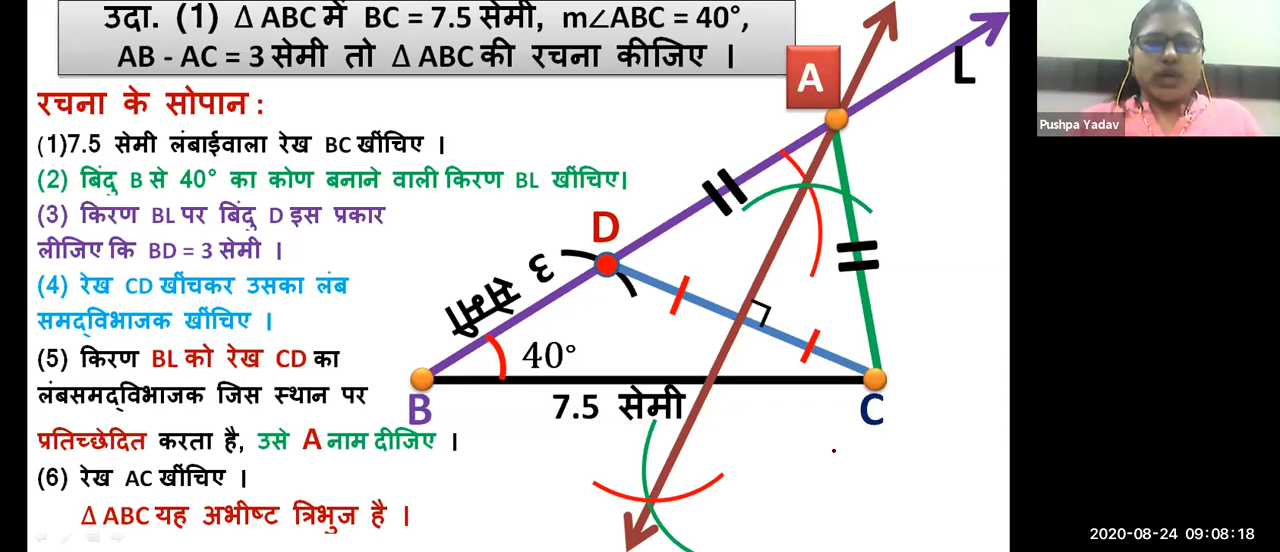 उदा. (1) Δ ABC में BC = 7.5 सेमी, m∠ABC = 40°,
AB - AC = 3 सेमी तो Δ ABC की रचना कीजिए ।
रचना के सोपान :
(1)7.5 सेमी लंबाईवाला रेख BC खींचिए ।
(2) बिंदु B से 40° का कोण बनाने वाली किरण BL खींचिए।
(3) किरण BL पर बिंदु D इस प्रकार
लीजिए कि BD = 3 सेमी ।
(4) रेख CD खींचकर उसका लंब
समद्विभाजक खींचिए ।
(5) किरण BL को रेख CD का
लंबसमद्विभाजक जिस स्थान पर
प्रतिच्छेदित करता है, उसे A नाम दीजिए ।
(6) रेख AC खींचिए ।
Δ ABC यह अभीष्ट त्रिभुज है ।
A
L
D
3 सेमी
40°
B
7.5 सेमी
C
Pushpa Yadav
2020-08-24 09:08:18